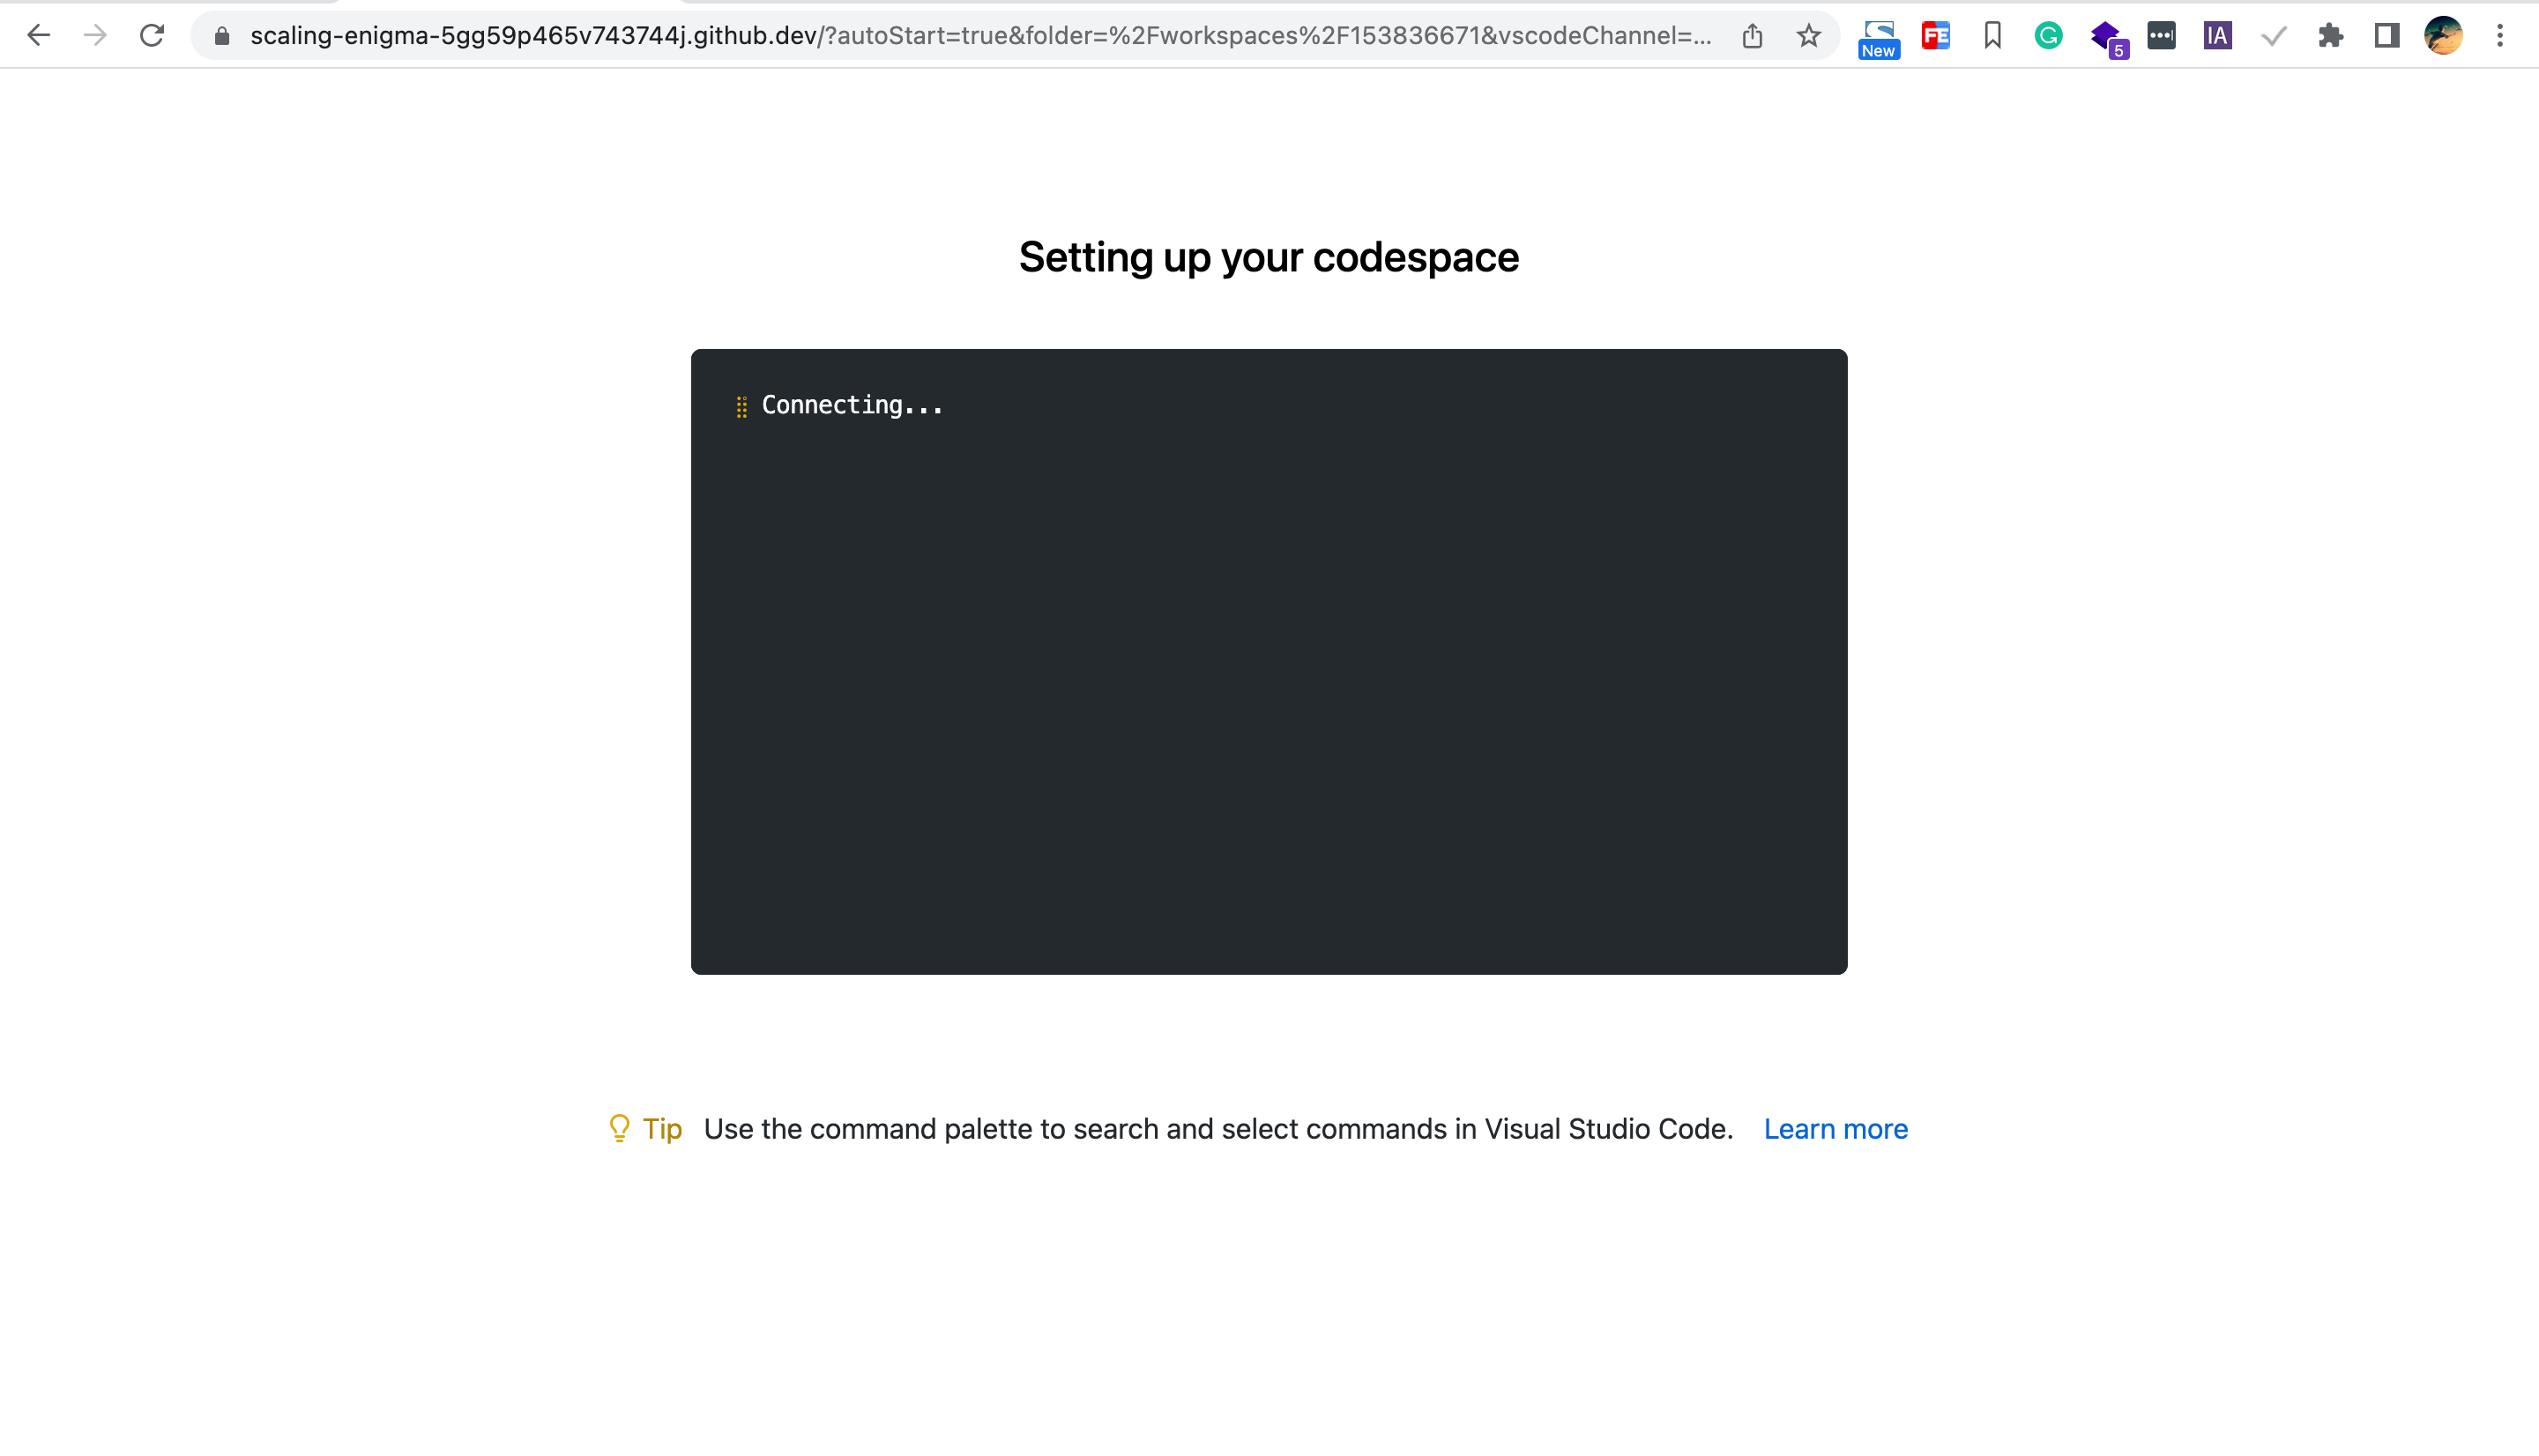 scaling-enigma-5gg59p465v743744j.github.dev/?autoStart=true&folder=%2Fworkspaces%2F153836671&vscodeChannel=...
New
FE
5
IA
Setting up your codespace
Connecting...
Tip Use the command palette to search and select commands in Visual Studio Code. Learn more